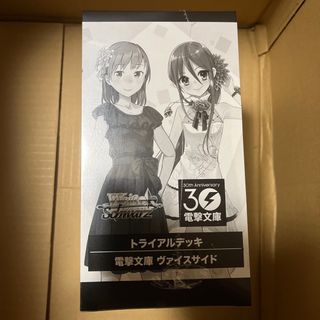 Weiß
Schwarz
30th Anniversary
30
電撃文庫
トライアルデッキ
電撃文庫 ヴァイスサイド